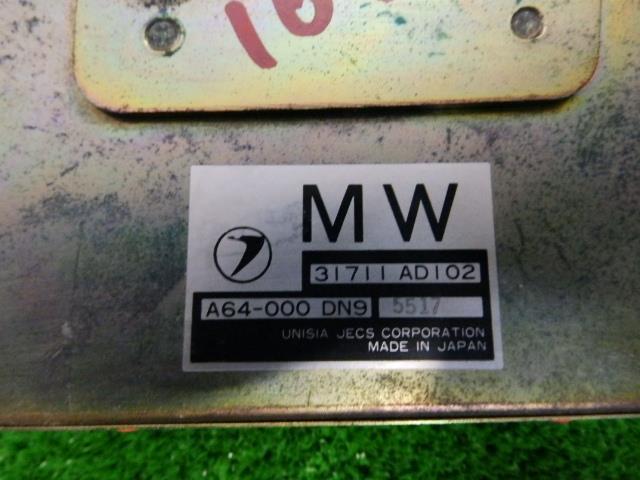 MW
31711 AD102
A64-000 DN9 5517
UNISIA JECS CORPORATION
MADE IN JAPAN